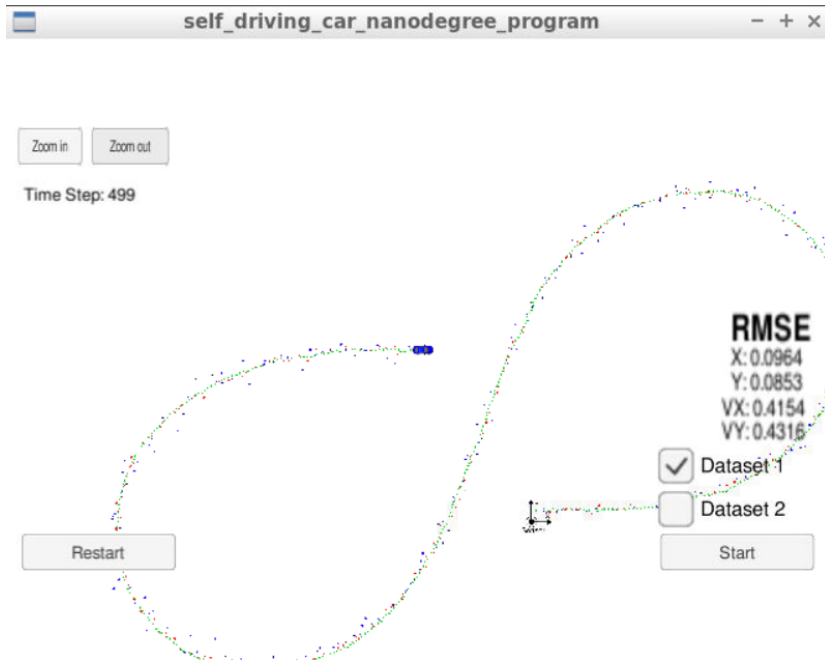 self_driving_car_nanodegree_program
Zoom in
Zoom out
Time Step: 499
RMSE
X: 0.0964
Y: 0.0853
VX: 0.4154
VY: 0.4316
Dataset 1
Dataset 2
Restart
Start